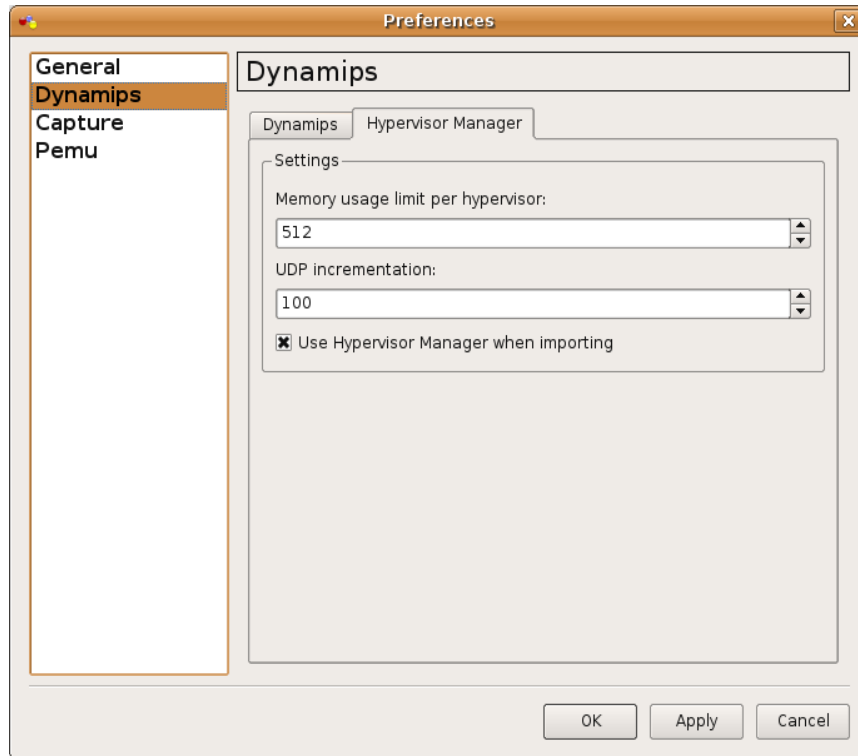 Preferences
General
Dynamips
Capture
Pemu
Dynamips
Dynamips
Hypervisor Manager
Settings
Memory usage limit per hypervisor:
512
UDP incrementation:
100
Use Hypervisor Manager when importing
OK
Apply
Cancel